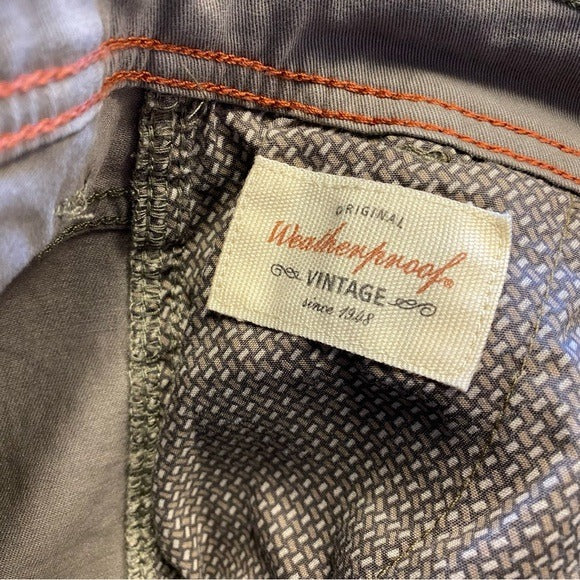 ORIGINAL
Weatherproof®
VINTAGE
since 1948